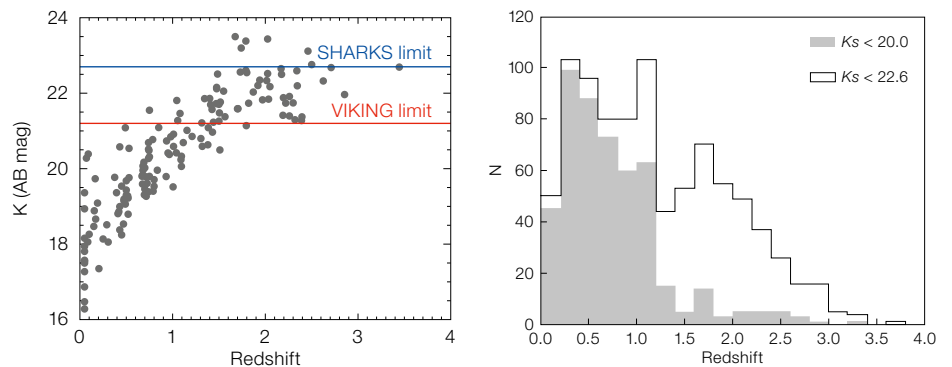 24
22
20
18
16
K (AB mag)
SHARKS limit
VIKING limit
0 1 2 3 4
Redshift
120
100
80
60
40
20
0
N
Ks < 20.0
Ks < 22.6
0.0 0.5 1.0 1.5 2.0 2.5 3.0 3.5 4.0
Redshift